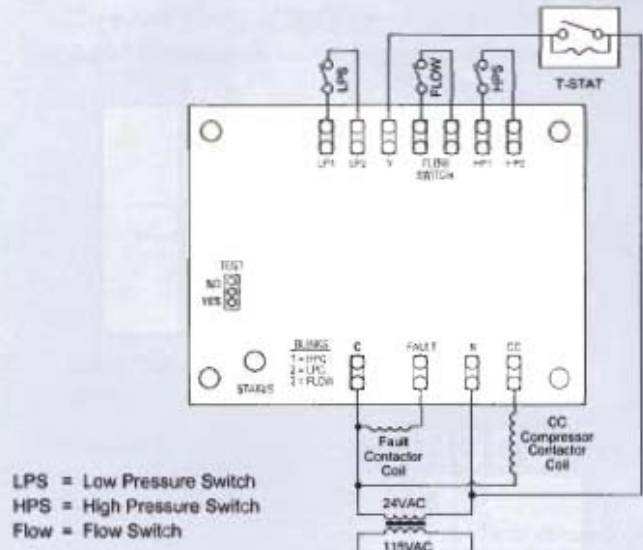 T-STAT
LPS
FLOW
HPS
LP1 LP2 Y FLOW SWITCH HP1 HP2
TEST
NO
YES
BLINKS
1 = HPC
2 = LPC
3 = FLOW
STATUS
C FAULT R CC
Fault Contactor Coil
CC Compressor Contactor Coil
24VAC
115VAC
LPS = Low Pressure Switch
HPS = High Pressure Switch
Flow = Flow Switch